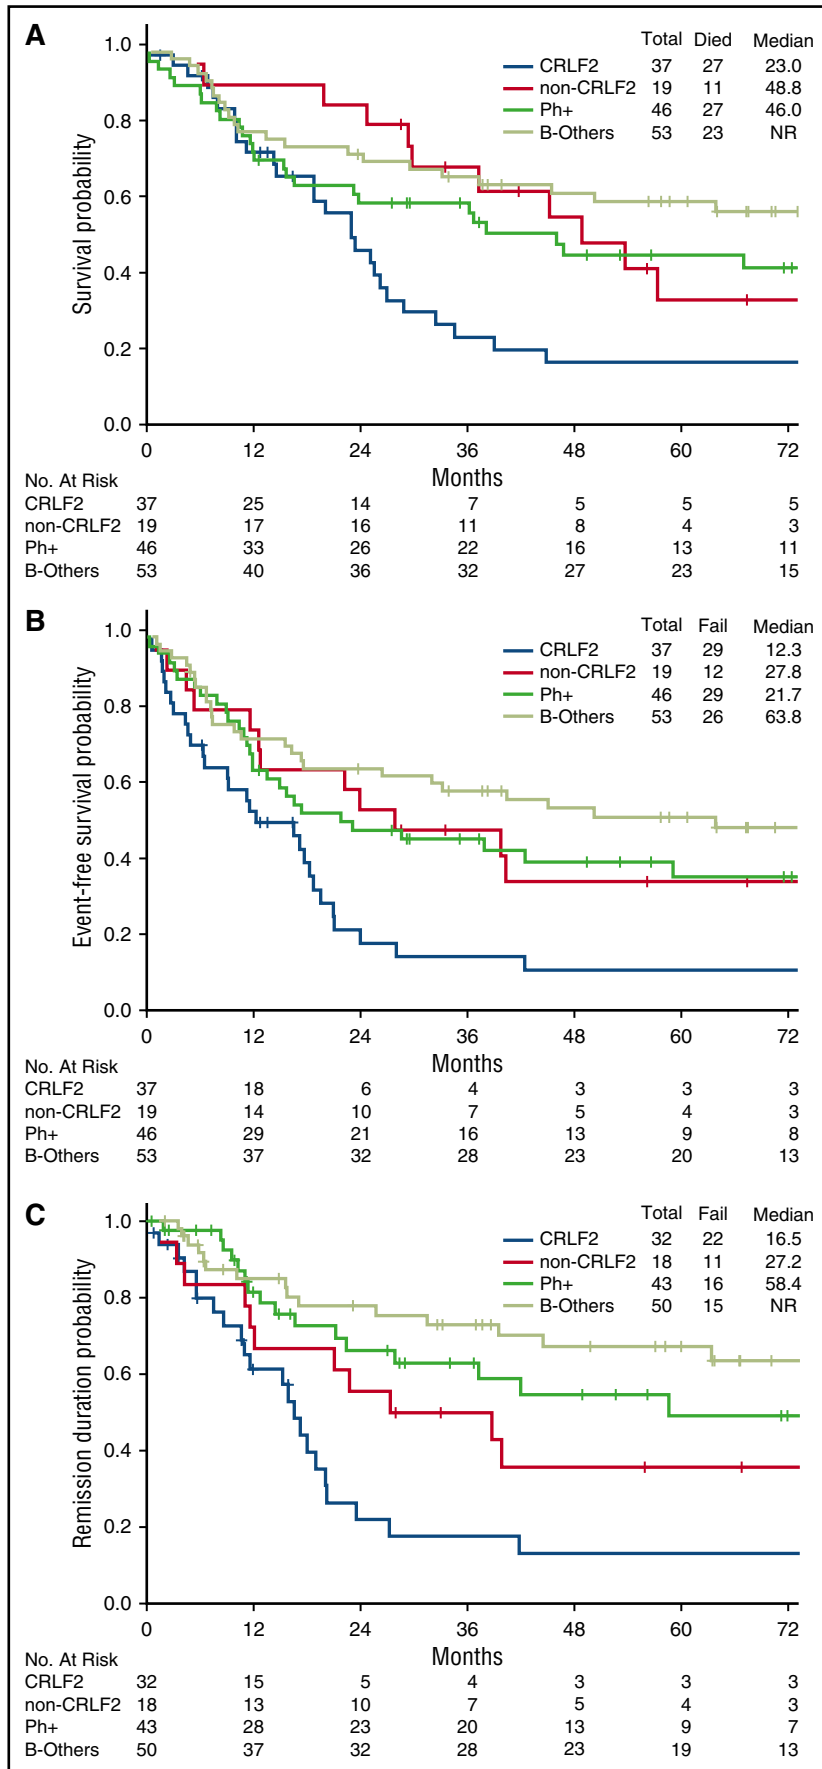 A
Total Died Median
CRLF2 37 27 23.0
non-CRLF2 19 11 48.8
Ph+ 46 27 46.0
B-Others 53 23 NR
Survival probability
1.0
0.8
0.6
0.4
0.2
0.0
0 12 24 36 48 60 72
Months
No. At Risk
CRLF2 37 25 14 7 5 5 5
non-CRLF2 19 17 16 11 8 4 3
Ph+ 46 33 26 22 16 13 11
B-Others 53 40 36 32 27 23 15
B
Total Fail Median
CRLF2 37 29 12.3
non-CRLF2 19 12 27.8
Ph+ 46 29 21.7
B-Others 53 26 63.8
Event-free survival probability
1.0
0.8
0.6
0.4
0.2
0.0
0 12 24 36 48 60 72
Months
No. At Risk
CRLF2 37 18 6 4 3 3 3
non-CRLF2 19 14 10 7 5 4 3
Ph+ 46 29 21 16 13 9 8
B-Others 53 37 32 28 23 20 13
C
Total Fail Median
CRLF2 32 22 16.5
non-CRLF2 18 11 27.2
Ph+ 43 16 58.4
B-Others 50 15 NR
Remission duration probability
1.0
0.8
0.6
0.4
0.2
0.0
0 12 24 36 48 60 72
Months
No. At Risk
CRLF2 32 15 5 4 3 3 3
non-CRLF2 18 13 10 7 5 4 3
Ph+ 43 28 23 20 13 9 7
B-Others 50 37 32 28 23 19 13